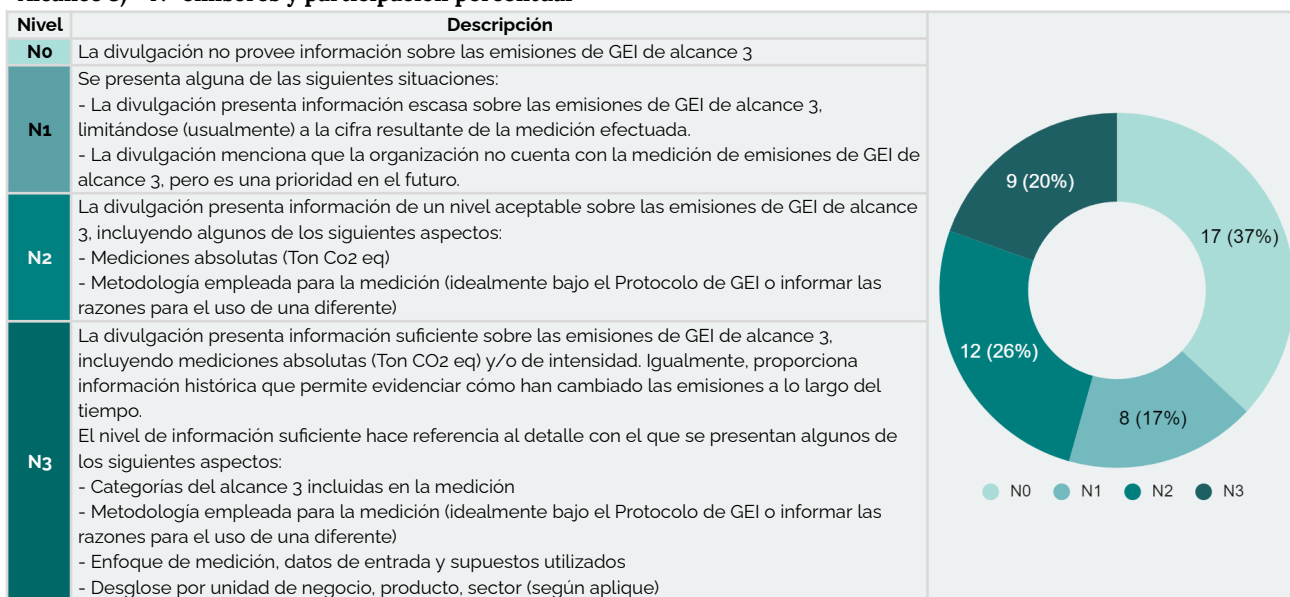 Alcance 3) - N° emisores y participación porcentual
Nivel
Descripción
N0
La divulgación no provee información sobre las emisiones de GEI de alcance 3
N1
Se presenta alguna de las siguientes situaciones:
- La divulgación presenta información escasa sobre las emisiones de GEI de alcance 3,
limitándose (usualmente) a la cifra resultante de la medición efectuada.
- La divulgación menciona que la organización no cuenta con la medición de emisiones de GEI de
alcance 3, pero es una prioridad en el futuro.
N2
La divulgación presenta información de un nivel aceptable sobre las emisiones de GEI de alcance
3, incluyendo algunos de los siguientes aspectos:
- Mediciones absolutas (Ton Co2 eq)
- Metodología empleada para la medición (idealmente bajo el Protocolo de GEI o informar las
razones para el uso de una diferente)
N3
La divulgación presenta información suficiente sobre las emisiones de GEI de alcance 3,
incluyendo mediciones absolutas (Ton CO2 eq) y/o de intensidad. Igualmente, proporciona
información histórica que permite evidenciar cómo han cambiado las emisiones a lo largo del
tiempo.
El nivel de información suficiente hace referencia al detalle con el que se presentan algunos de
los siguientes aspectos:
- Categorías del alcance 3 incluidas en la medición
- Metodología empleada para la medición (idealmente bajo el Protocolo de GEI o informar las
razones para el uso de una diferente)
- Enfoque de medición, datos de entrada y supuestos utilizados
- Desglose por unidad de negocio, producto, sector (según aplique)
9 (20%)
17 (37%)
12 (26%)
8 (17%)
N0 N1 N2 N3